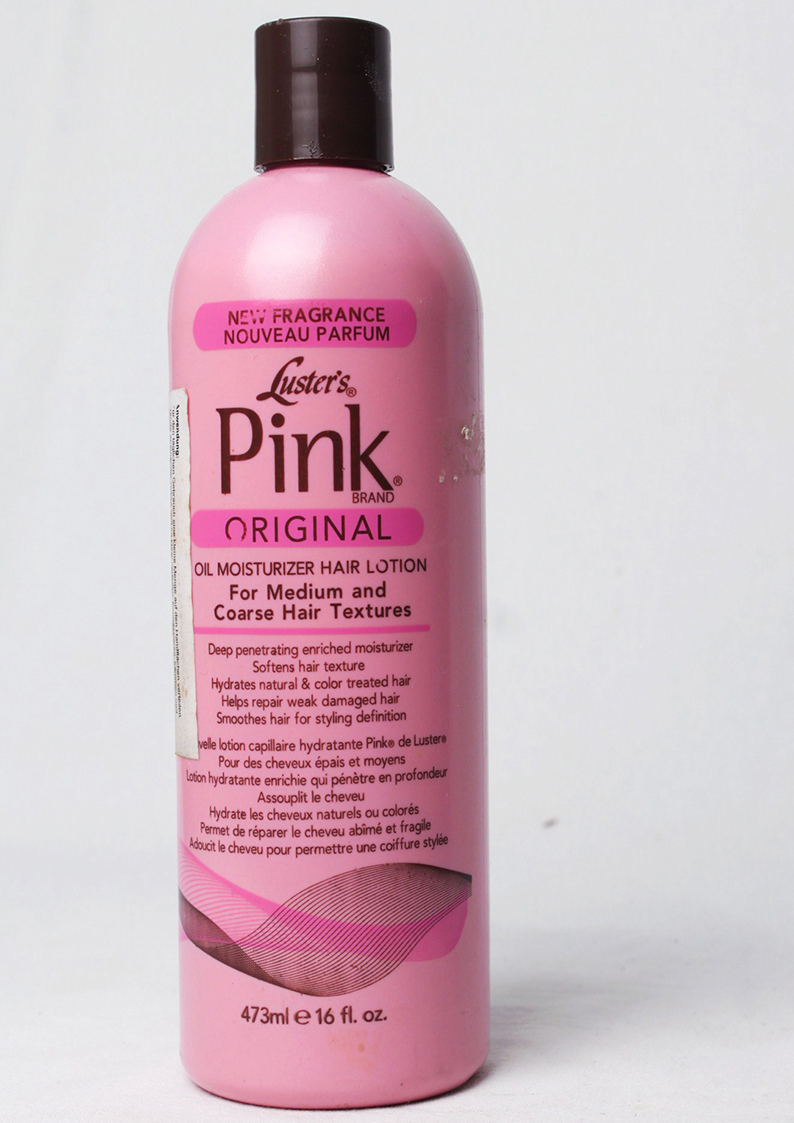 NEW FRAGRANCE
NOUVEAU PARFUM
Luster's®
Pink®
BRAND
ORIGINAL
OIL MOISTURIZER HAIR LOTION
For Medium and
Coarse Hair Textures
Deep penetrating enriched moisturizer
Softens hair texture
Hydrates natural & color treated hair
Helps repair weak damaged hair
Smoothes hair for styling definition
velle lotion capillaire hydratante Pink® de Luster®
Pour des cheveux épais et moyens
Lotion hydratante enrichie qui pénètre en profondeur
Assouplit le cheveu
Hydrate les cheveux naturels ou colorés
Permet de réparer le cheveu abîmé et fragile
Adoucit le cheveu pour permettre une coiffure stylée
473ml e 16 fl. oz.
Anwendung: